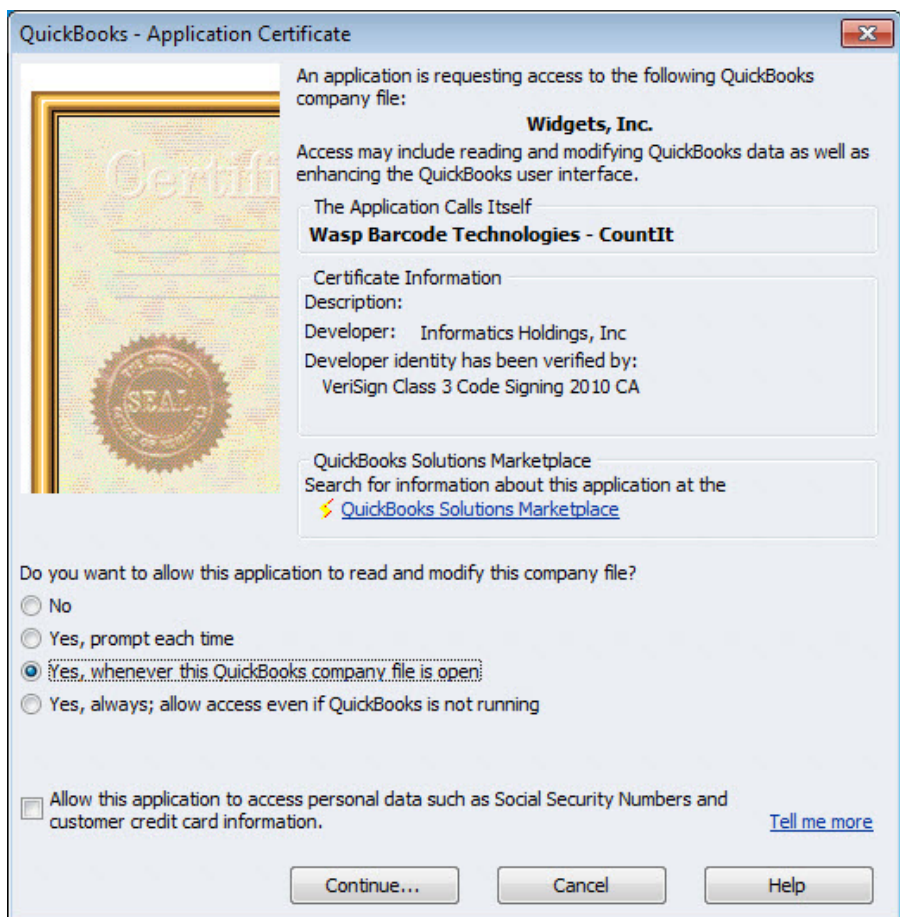 QuickBooks - Application Certificate
An application is requesting access to the following QuickBooks
company file:
Widgets, Inc.
Access may include reading and modifying QuickBooks data as well as
enhancing the QuickBooks user interface.
The Application Calls Itself
Wasp Barcode Technologies - CountIt
Certifi
Certificate Information
Description:
Developer: Informatics Holdings, Inc
Developer identity has been verified by:
VeriSign Class 3 Code Signing 2010 CA
SEAL
QuickBooks Solutions Marketplace
Search for information about this application at the
QuickBooks Solutions Marketplace
Do you want to allow this application to read and modify this company file?
No
Yes, prompt each time
Yes, whenever this QuickBooks company file is open
Yes, always; allow access even if QuickBooks is not running
Allow this application to access personal data such as Social Security Numbers and
customer credit card information.
Tell me more
Continue...
Cancel
Help